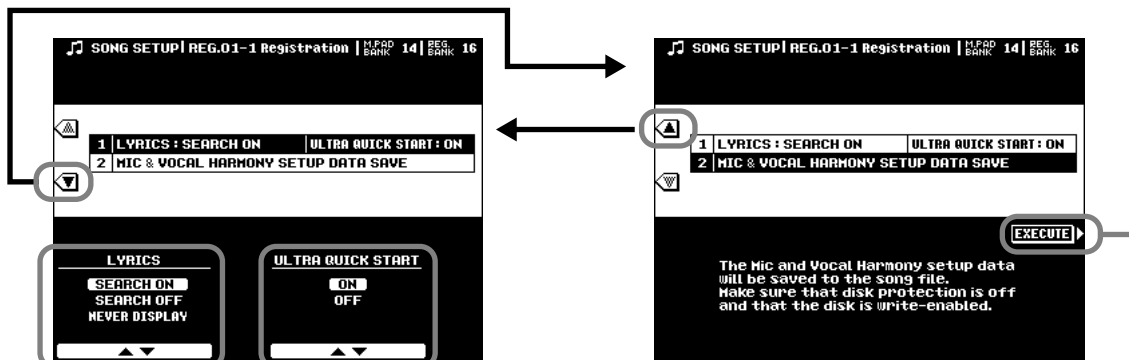 SONG SETUP| REG.01-1 Registration | M.PAD BANK 14| REG. BANK 16
1 LYRICS : SEARCH ON ULTRA QUICK START : ON
2 MIC & VOCAL HARMONY SETUP DATA SAVE
LYRICS
SEARCH ON
SEARCH OFF
NEVER DISPLAY
ULTRA QUICK START
ON
OFF
SONG SETUP| REG.01-1 Registration | M.PAD BANK 14| REG. BANK 16
1 LYRICS : SEARCH ON ULTRA QUICK START : ON
2 MIC & VOCAL HARMONY SETUP DATA SAVE
EXECUTE
The Mic and Vocal Harmony setup data
will be saved to the song file.
Make sure that disk protection is off
and that the disk is write-enabled.